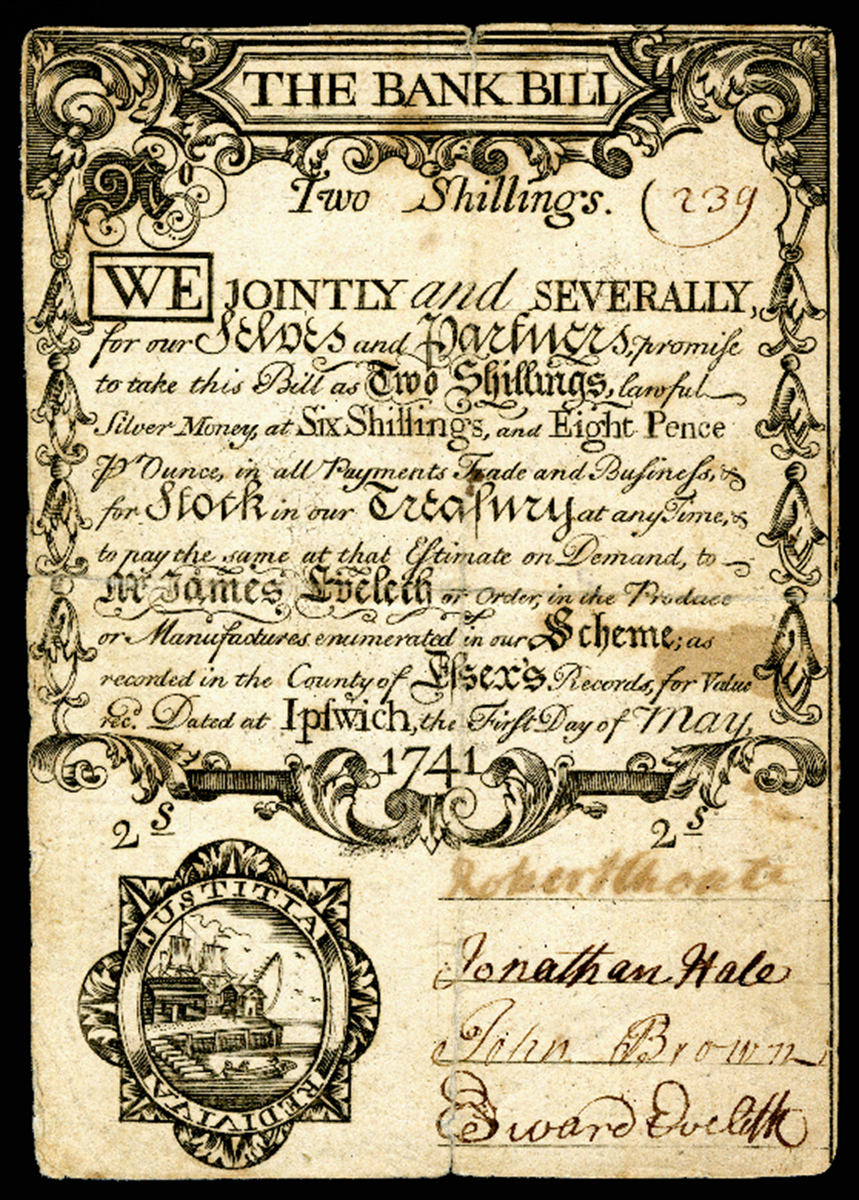 THE BANK BILL
No
Two Shillings. (239)
WE JOINTLY and SEVERALLY,
for our Selves and Partners, promise
to take this Bill as Two Shillings, lawful
Silver Money, at Six Shillings, and Eight Pence
Pr Ounce, in all Payments Trade and Buſineſs, &
for Stock in our Treaſury at any Time, &
to pay the same at that Eſtimate on Demand, to
Mr James Eveleth or Order, in the Produce
or Manufactures enumerated in our Scheme; as
recorded in the County of Eſsex's Records, for Value
rec'd. Dated at Ipſwich, the Firſt Day of May,
1741
2s 2s
JUSTITIA
REDIVIVA
Robert Choate
Jonathan Hale
John Brown
Edward Eveleth